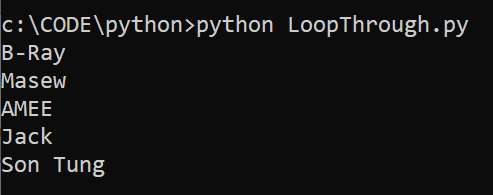 c:\CODE\python>python LoopThrough.py
B-Ray
Masew
AMEE
Jack
Son Tung